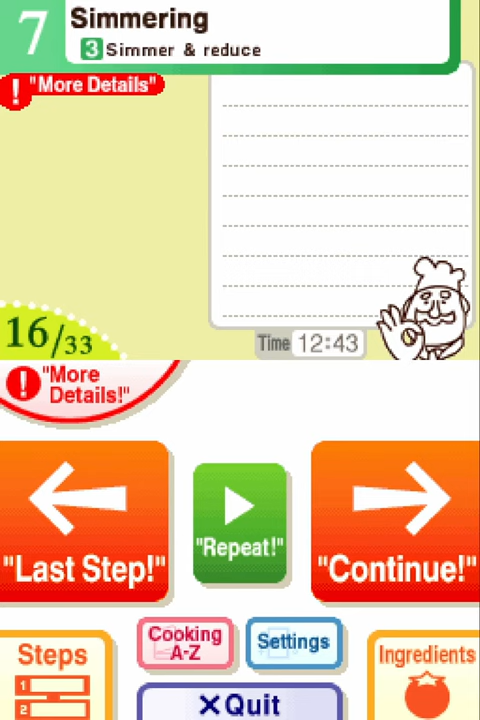 7
Simmering
3 Simmer & reduce
! "More Details"
16/33
Time 12:43
! "More
Details!"
"Last Step!"
"Repeat!"
"Continue!"
Cooking
A-Z
Settings
Steps
1
2
Ingredients
×Quit